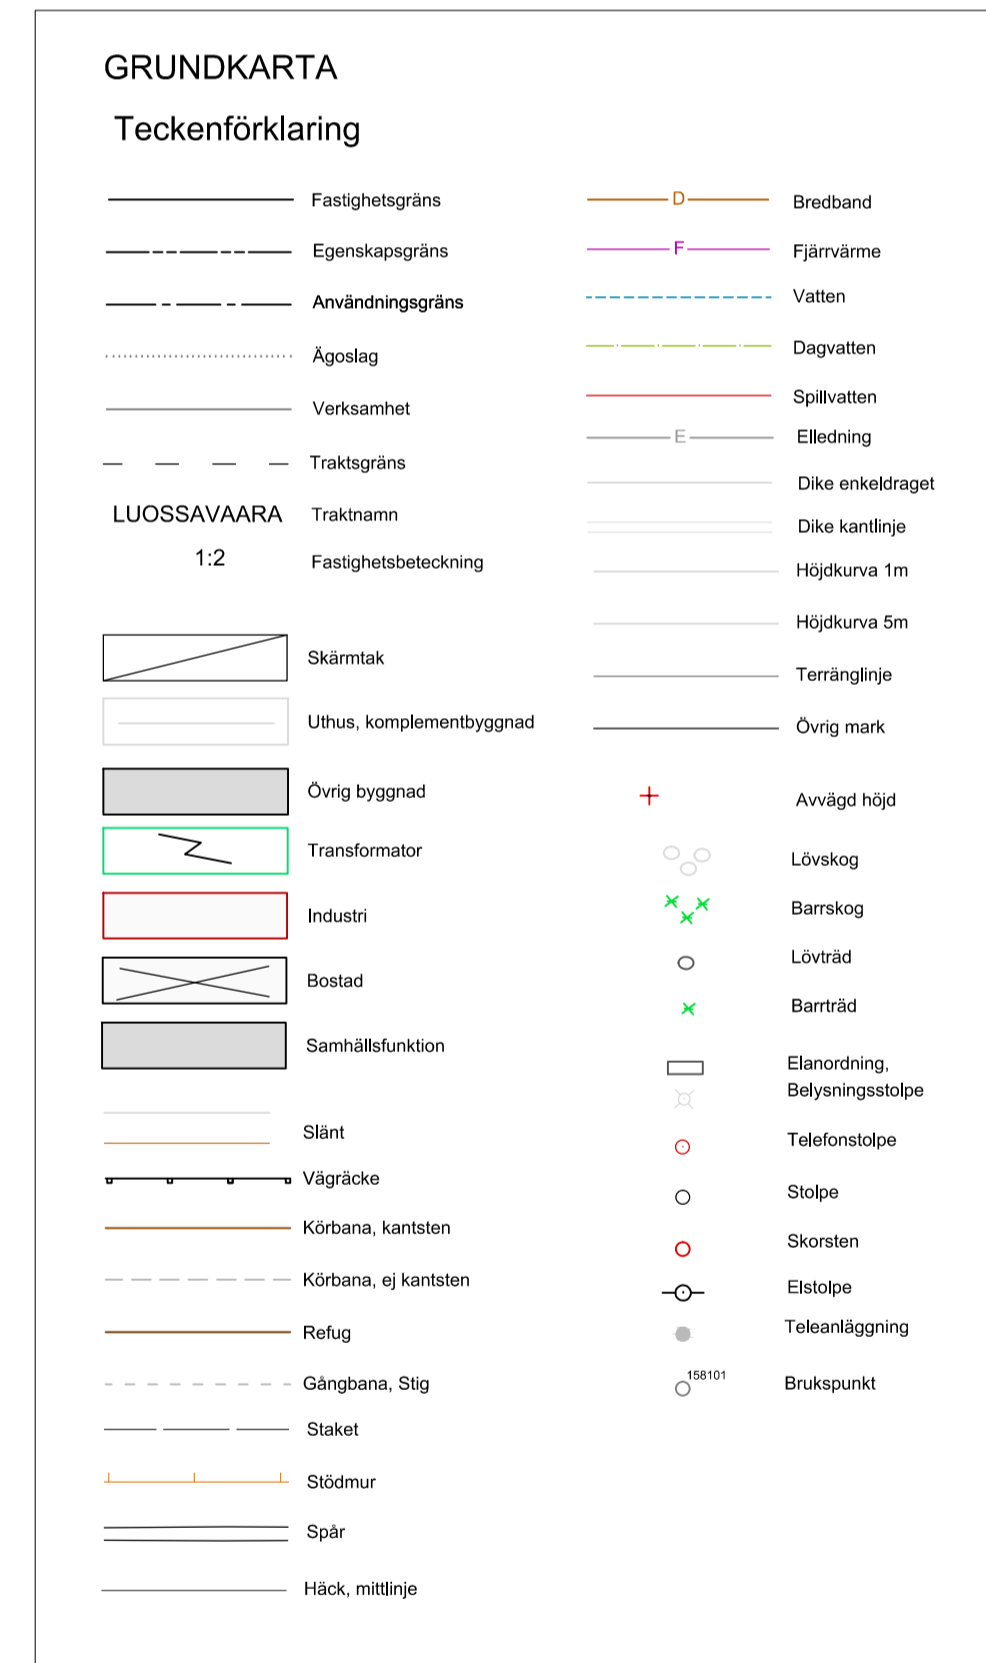 GRUNDKARTA
Teckenförklaring
Fastighetsgräns
Egenskapsgräns
Användningsgräns
Ägoslag
Verksamhet
Traktsgräns
LUOSSAVAARA Traktnamn
1:2 Fastighetsbeteckning
Skärmtak
Uthus, komplementbyggnad
Övrig byggnad
Transformator
Industri
Bostad
Samhällsfunktion
Slänt
Vägräcke
Körbana, kantsten
Körbana, ej kantsten
Refug
Gångbana, Stig
Staket
Stödmur
Spår
Häck, mittlinje
D Bredband
F Fjärrvärme
Vatten
Dagvatten
Spillvatten
E Elledning
Dike enkeldraget
Dike kantlinje
Höjdkurva 1m
Höjdkurva 5m
Terränglinje
Övrig mark
Avvägd höjd
Lövskog
Barrskog
Lövträd
Barrträd
Elanordning,
Belysningsstolpe
Telefonstolpe
Stolpe
Skorsten
Elstolpe
Teleanläggning
158101 Brukspunkt